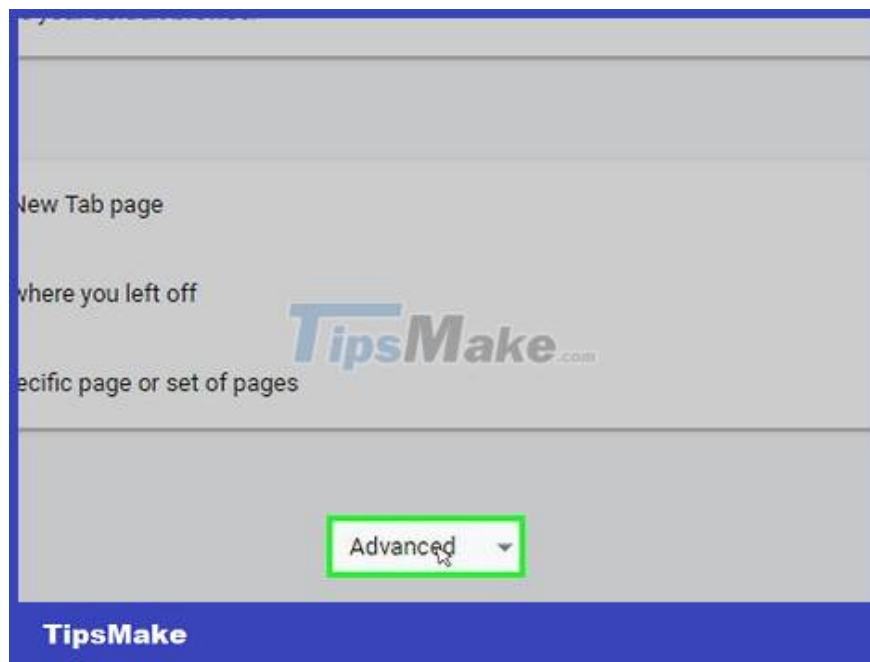 New Tab page
where you left off
TipsMake.com
ecific page or set of pages
Advanced
TipsMake